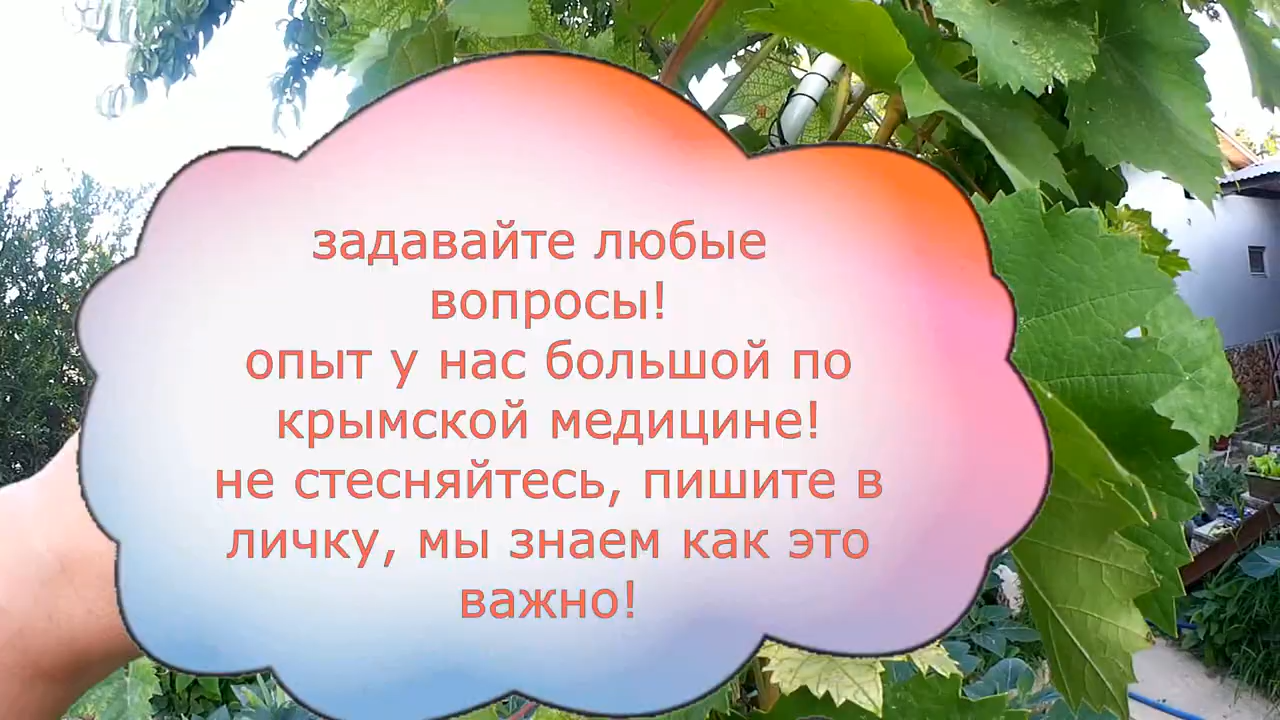 задавайте любые
вопросы!
опыт у нас большой по
крымской медицине!
не стесняйтесь, пишите в
личку, мы знаем как это
важно!